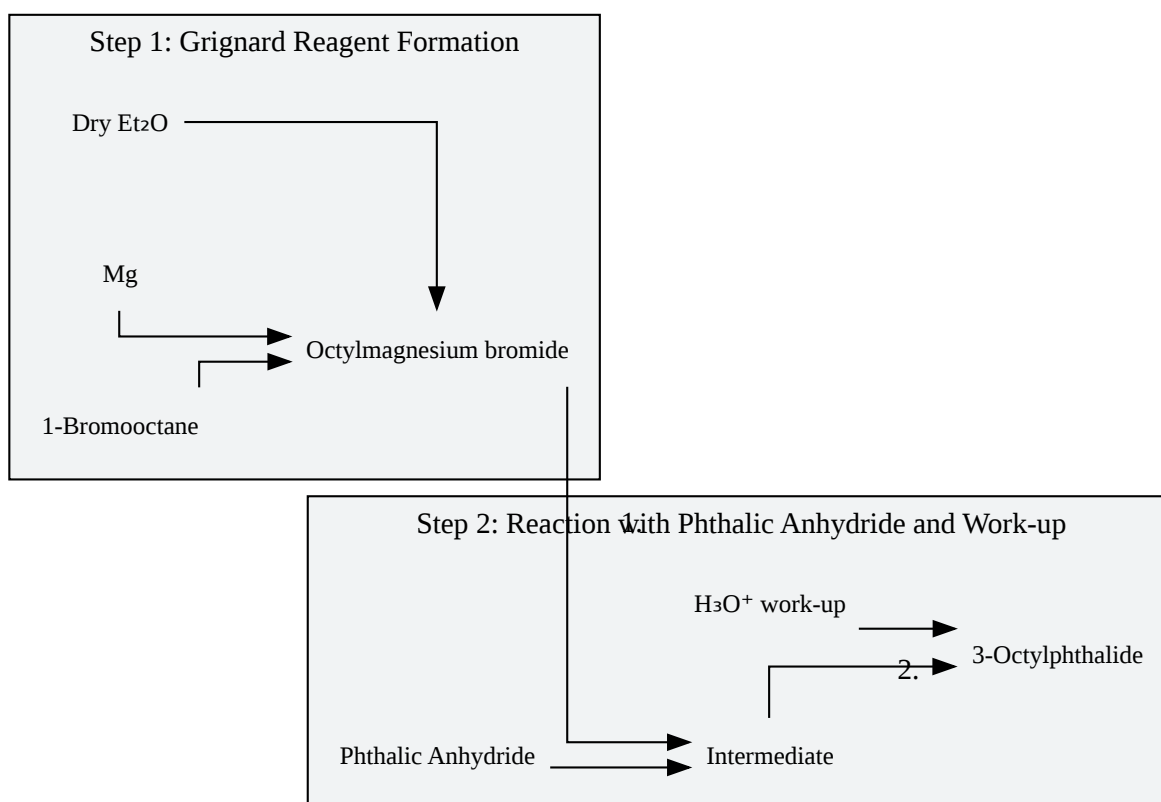 Step 1: Grignard Reagent Formation
Dry Et₂O
Mg
Octylmagnesium bromide
1-Bromooctane
Step 2: Reaction with Phthalic Anhydride and Work-up
1.
H₃O⁺ work-up
3-Octylphthalide
2.
Phthalic Anhydride
Intermediate